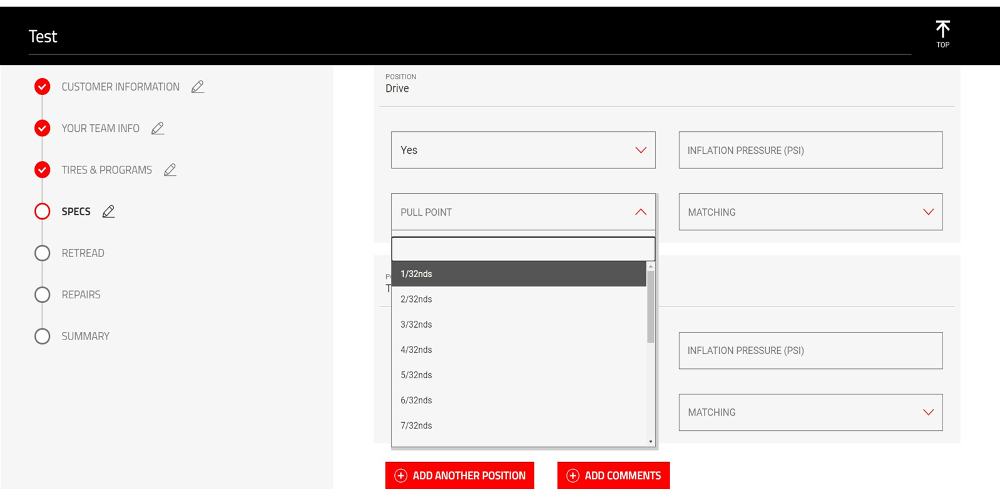 Test
TOP
CUSTOMER INFORMATION
YOUR TEAM INFO
TIRES & PROGRAMS
SPECS
RETREAD
REPAIRS
SUMMARY
POSITION
Drive
Yes
INFLATION PRESSURE (PSI)
PULL POINT
MATCHING
1/32nds
2/32nds
3/32nds
4/32nds
5/32nds
6/32nds
7/32nds
INFLATION PRESSURE (PSI)
MATCHING
ADD ANOTHER POSITION
ADD COMMENTS